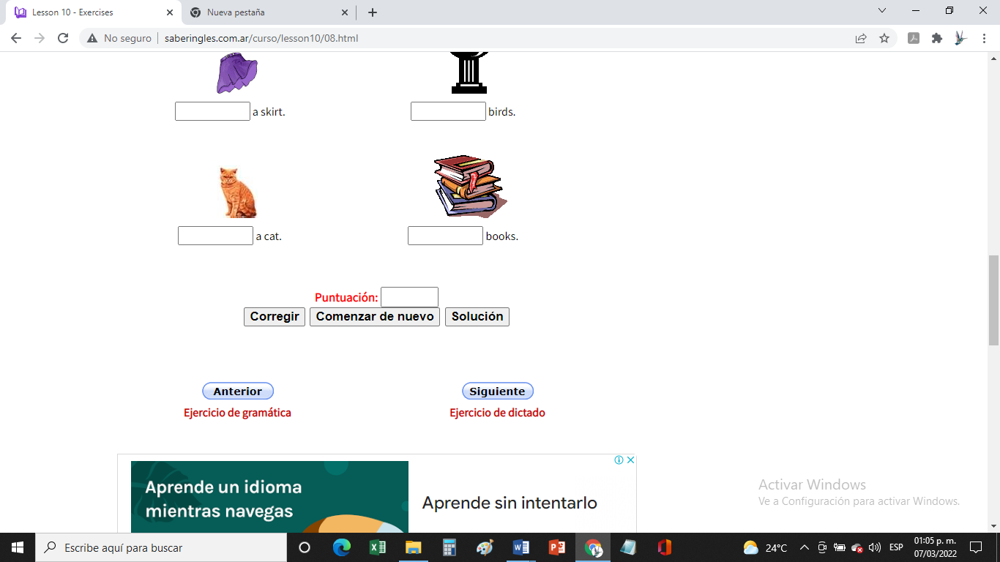 Lesson 10 - Exercises
Nueva pestaña
No seguro
saberingles.com.ar/curso/lesson10/08.html
a skirt.
birds.
a cat.
books.
Puntuación:
Corregir
Comenzar de nuevo
Solución
Anterior
Siguiente
Ejercicio de gramática
Ejercicio de dictado
Aprende un idioma
mientras navegas
Aprende sin intentarlo
Activar Windows
Ve a Configuración para activar Windows.
Escribe aquí para buscar
24°C
ESP
01:05 p. m.
07/03/2022